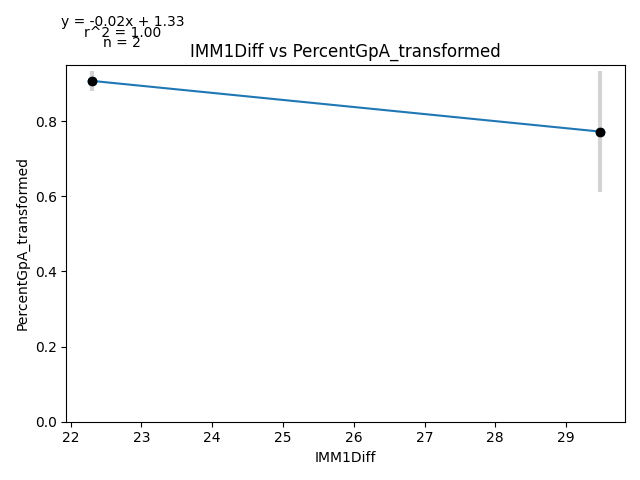 y = -0.02x + 1.33
r^2 = 1.00
n = 2
IMM1Diff vs PercentGpA_transformed
PercentGpA_transformed
0.8
0.6
0.4
0.2
0.0
22 23 24 25 26 27 28 29
IMM1Diff